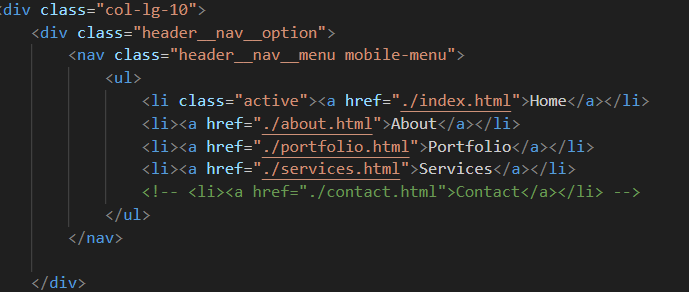 <div class="col-lg-10">
<div class="header__nav__option">
<nav class="header__nav__menu mobile-menu">
<ul>
<li class="active"><a href="./index.html">Home</a></li>
<li><a href="./about.html">About</a></li>
<li><a href="./portfolio.html">Portfolio</a></li>
<li><a href="./services.html">Services</a></li>
<!-- <li><a href="./contact.html">Contact</a></li> -->
</ul>
</nav>
</div>